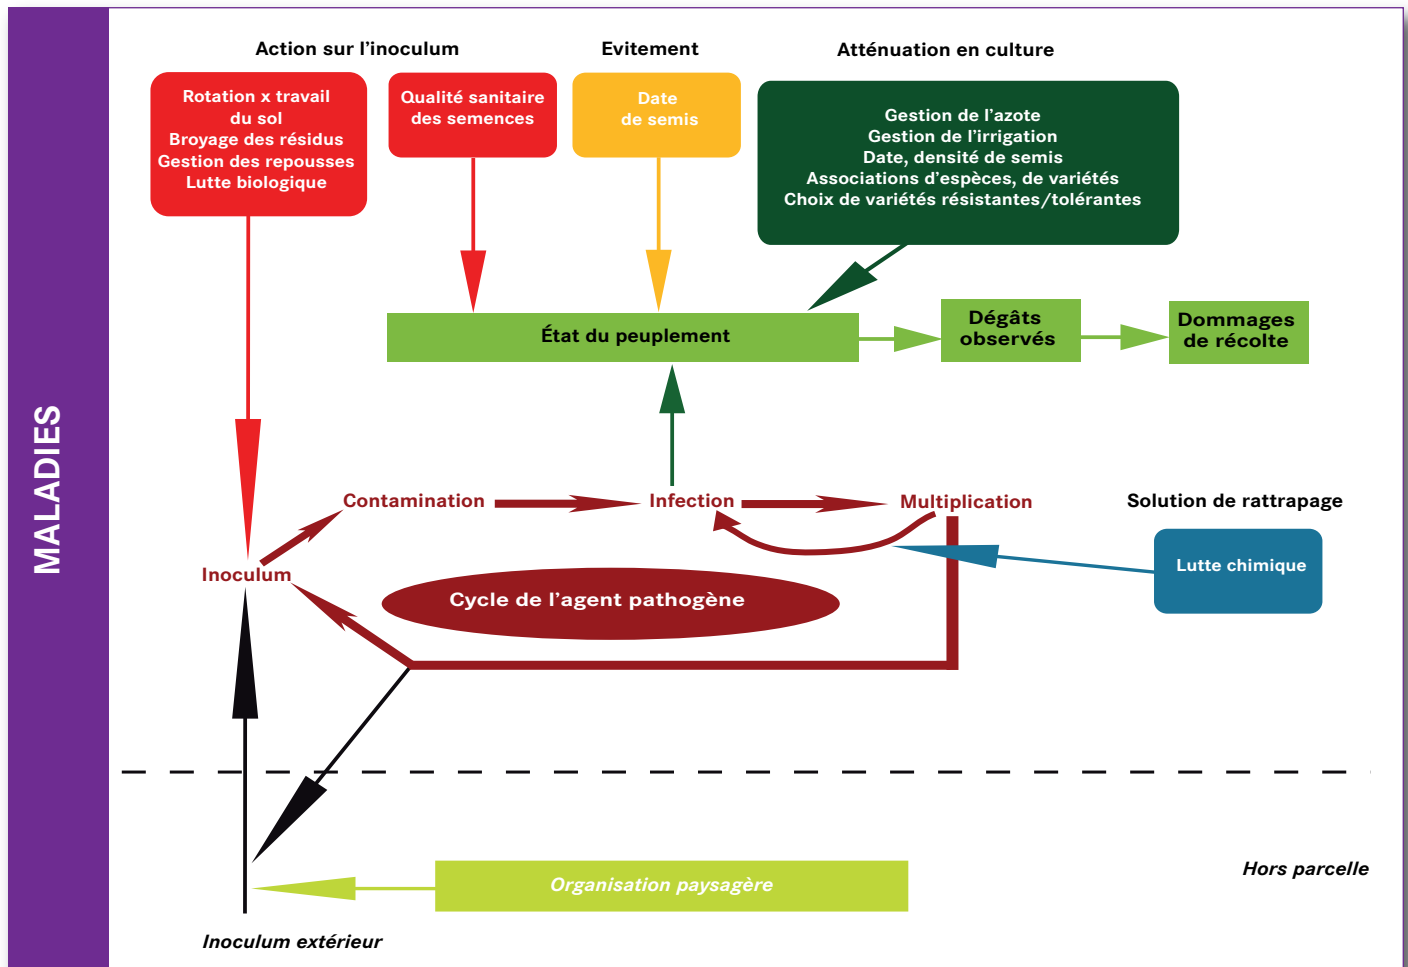 MALADIES
Action sur l’inoculum
Evitement
Atténuation en culture
Rotation x travail
du sol
Broyage des résidus
Gestion des repousses
Lutte biologique
Qualité sanitaire
des semences
Date
de semis
Gestion de l’azote
Gestion de l’irrigation
Date, densité de semis
Associations d’espèces, de variétés
Choix de variétés résistantes/tolérantes
État du peuplement
Dégâts
observés
Dommages
de récolte
Contamination
Infection
Multiplication
Solution de rattrapage
Inoculum
Lutte chimique
Cycle de l’agent pathogène
Hors parcelle
Organisation paysagère
Inoculum extérieur